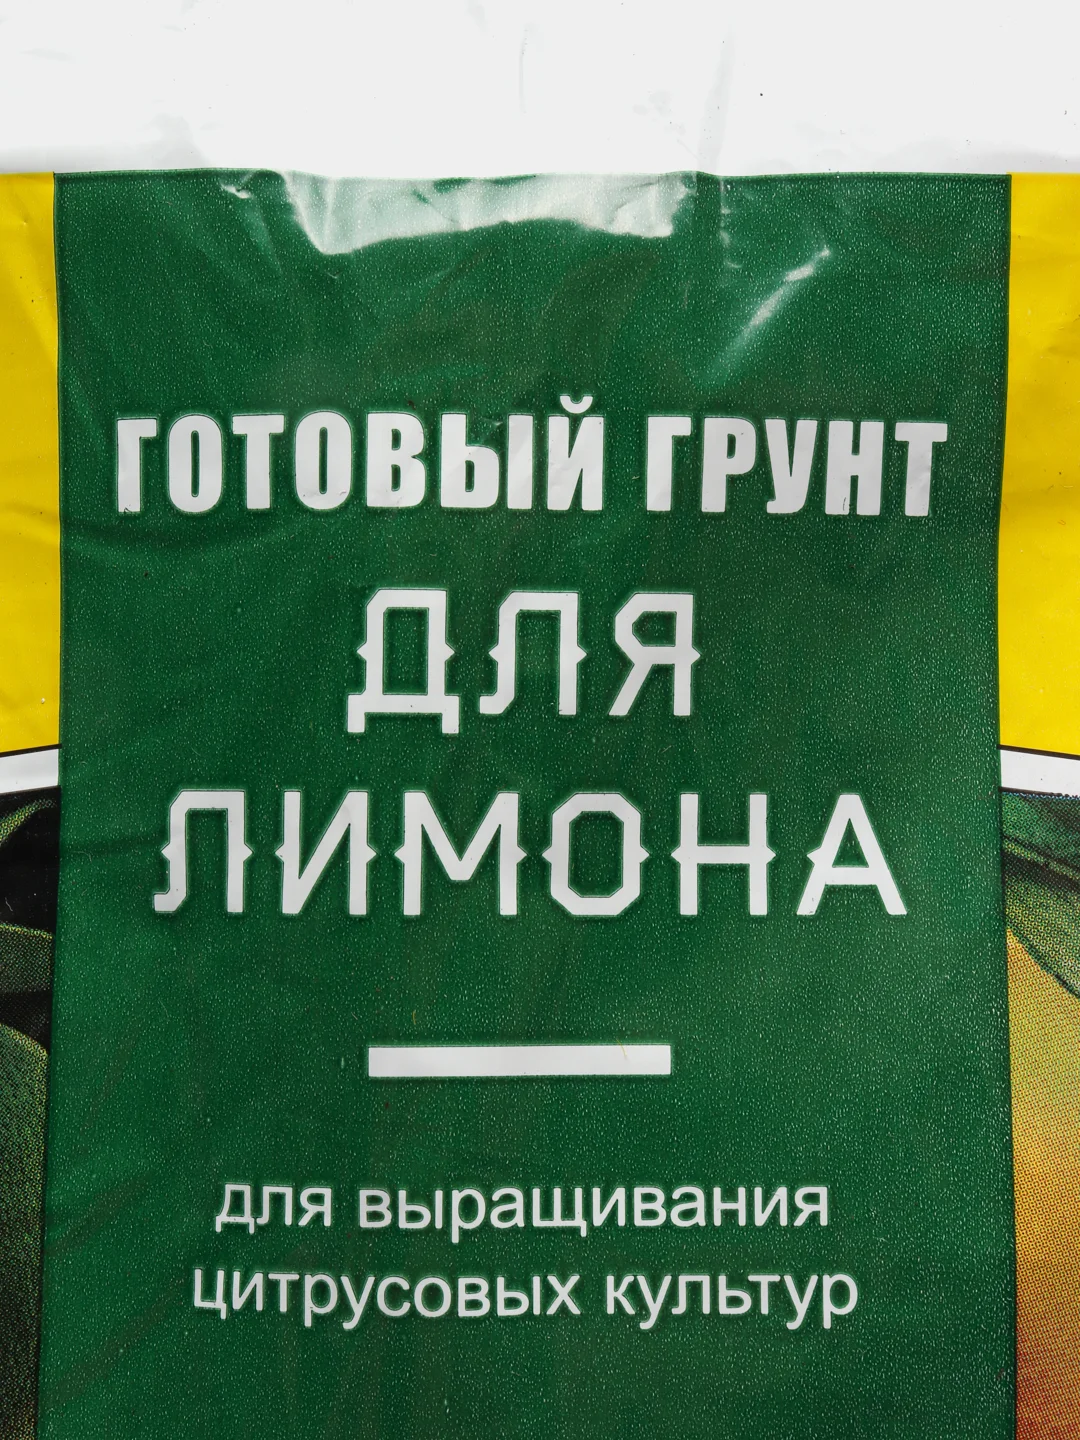 ГОТОВЫЙ ГРУНТ
ДЛЯ
ЛИМОНА
для выращивания
цитрусовых культур